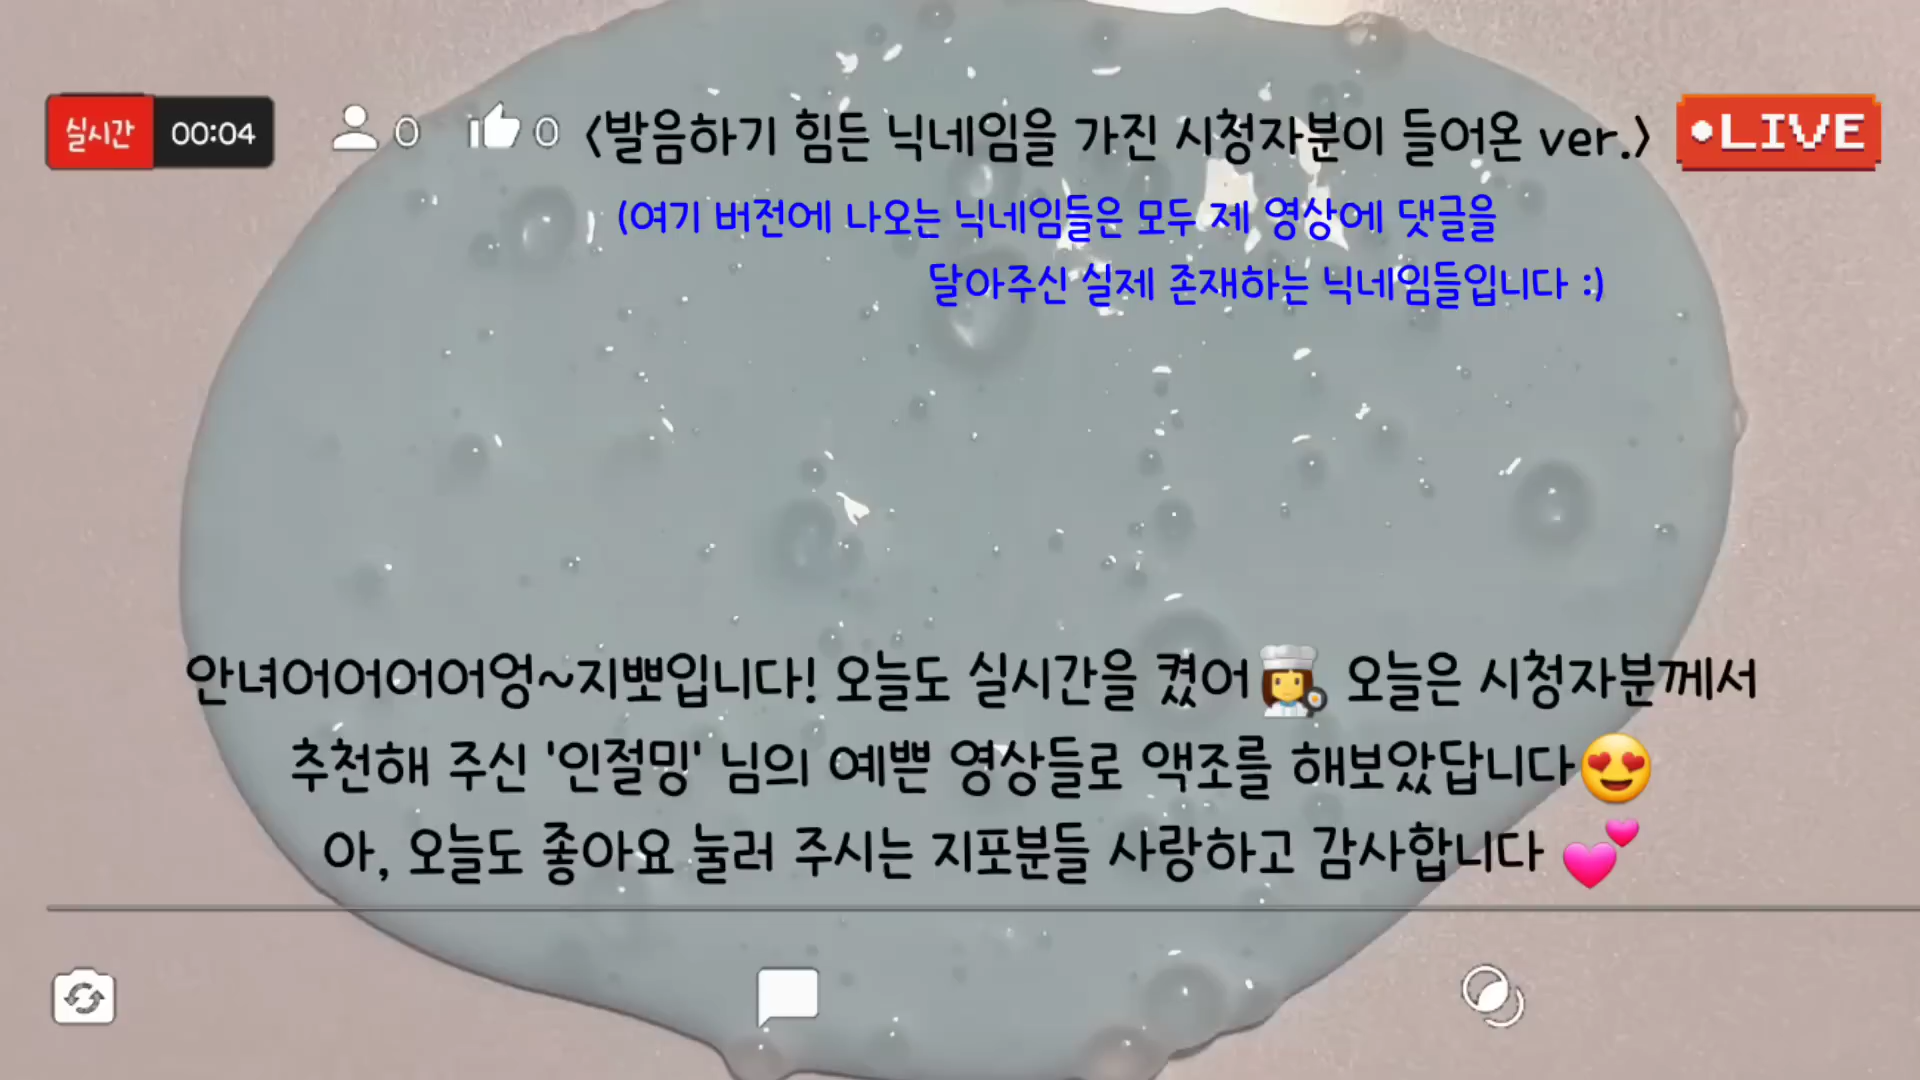 실시간 00:04 0 0 <발음하기 힘든 닉네임을 가진 시청자분이 들어온 ver.> •LIVE
(여기 버전에 나오는 닉네임들은 모두 제 영상에 댓글을
달아주신 실제 존재하는 닉네임들입니다 :)
안녀어어어어엉~지뽀입니다! 오늘도 실시간을 켰어👩‍🍳 오늘은 시청자분께서
추천해 주신 '인절밍' 님의 예쁜 영상들로 액조를 해보았답니다😍
아, 오늘도 좋아요 눌러 주시는 지포분들 사랑하고 감사합니다 💕